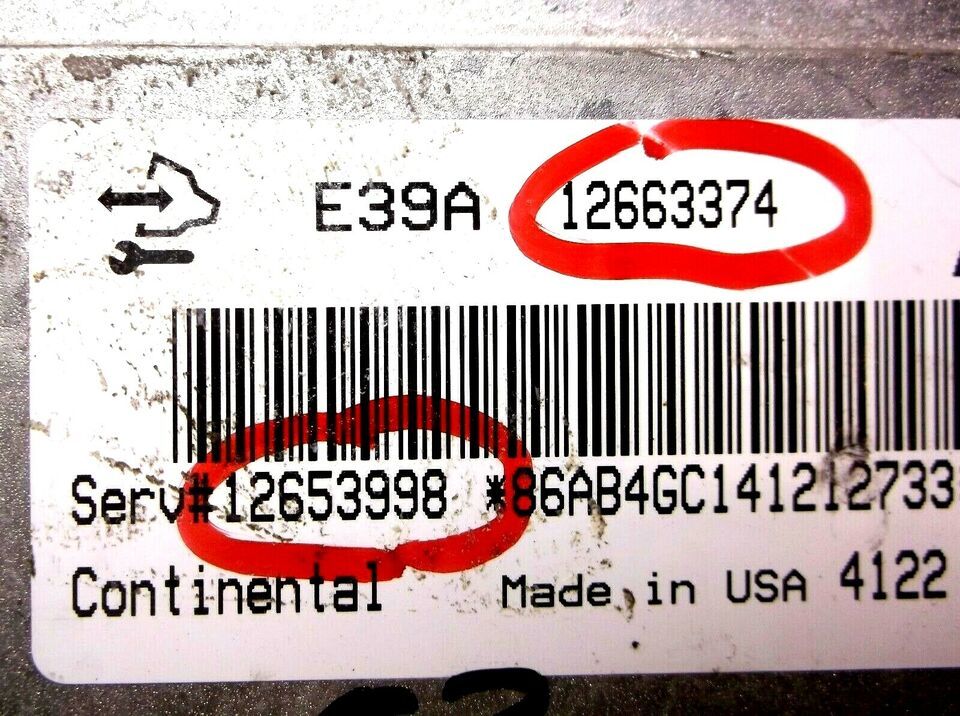 E39A 12663374
Serv#12653998 *86AB4GC141212733
Continental Made in USA 4122